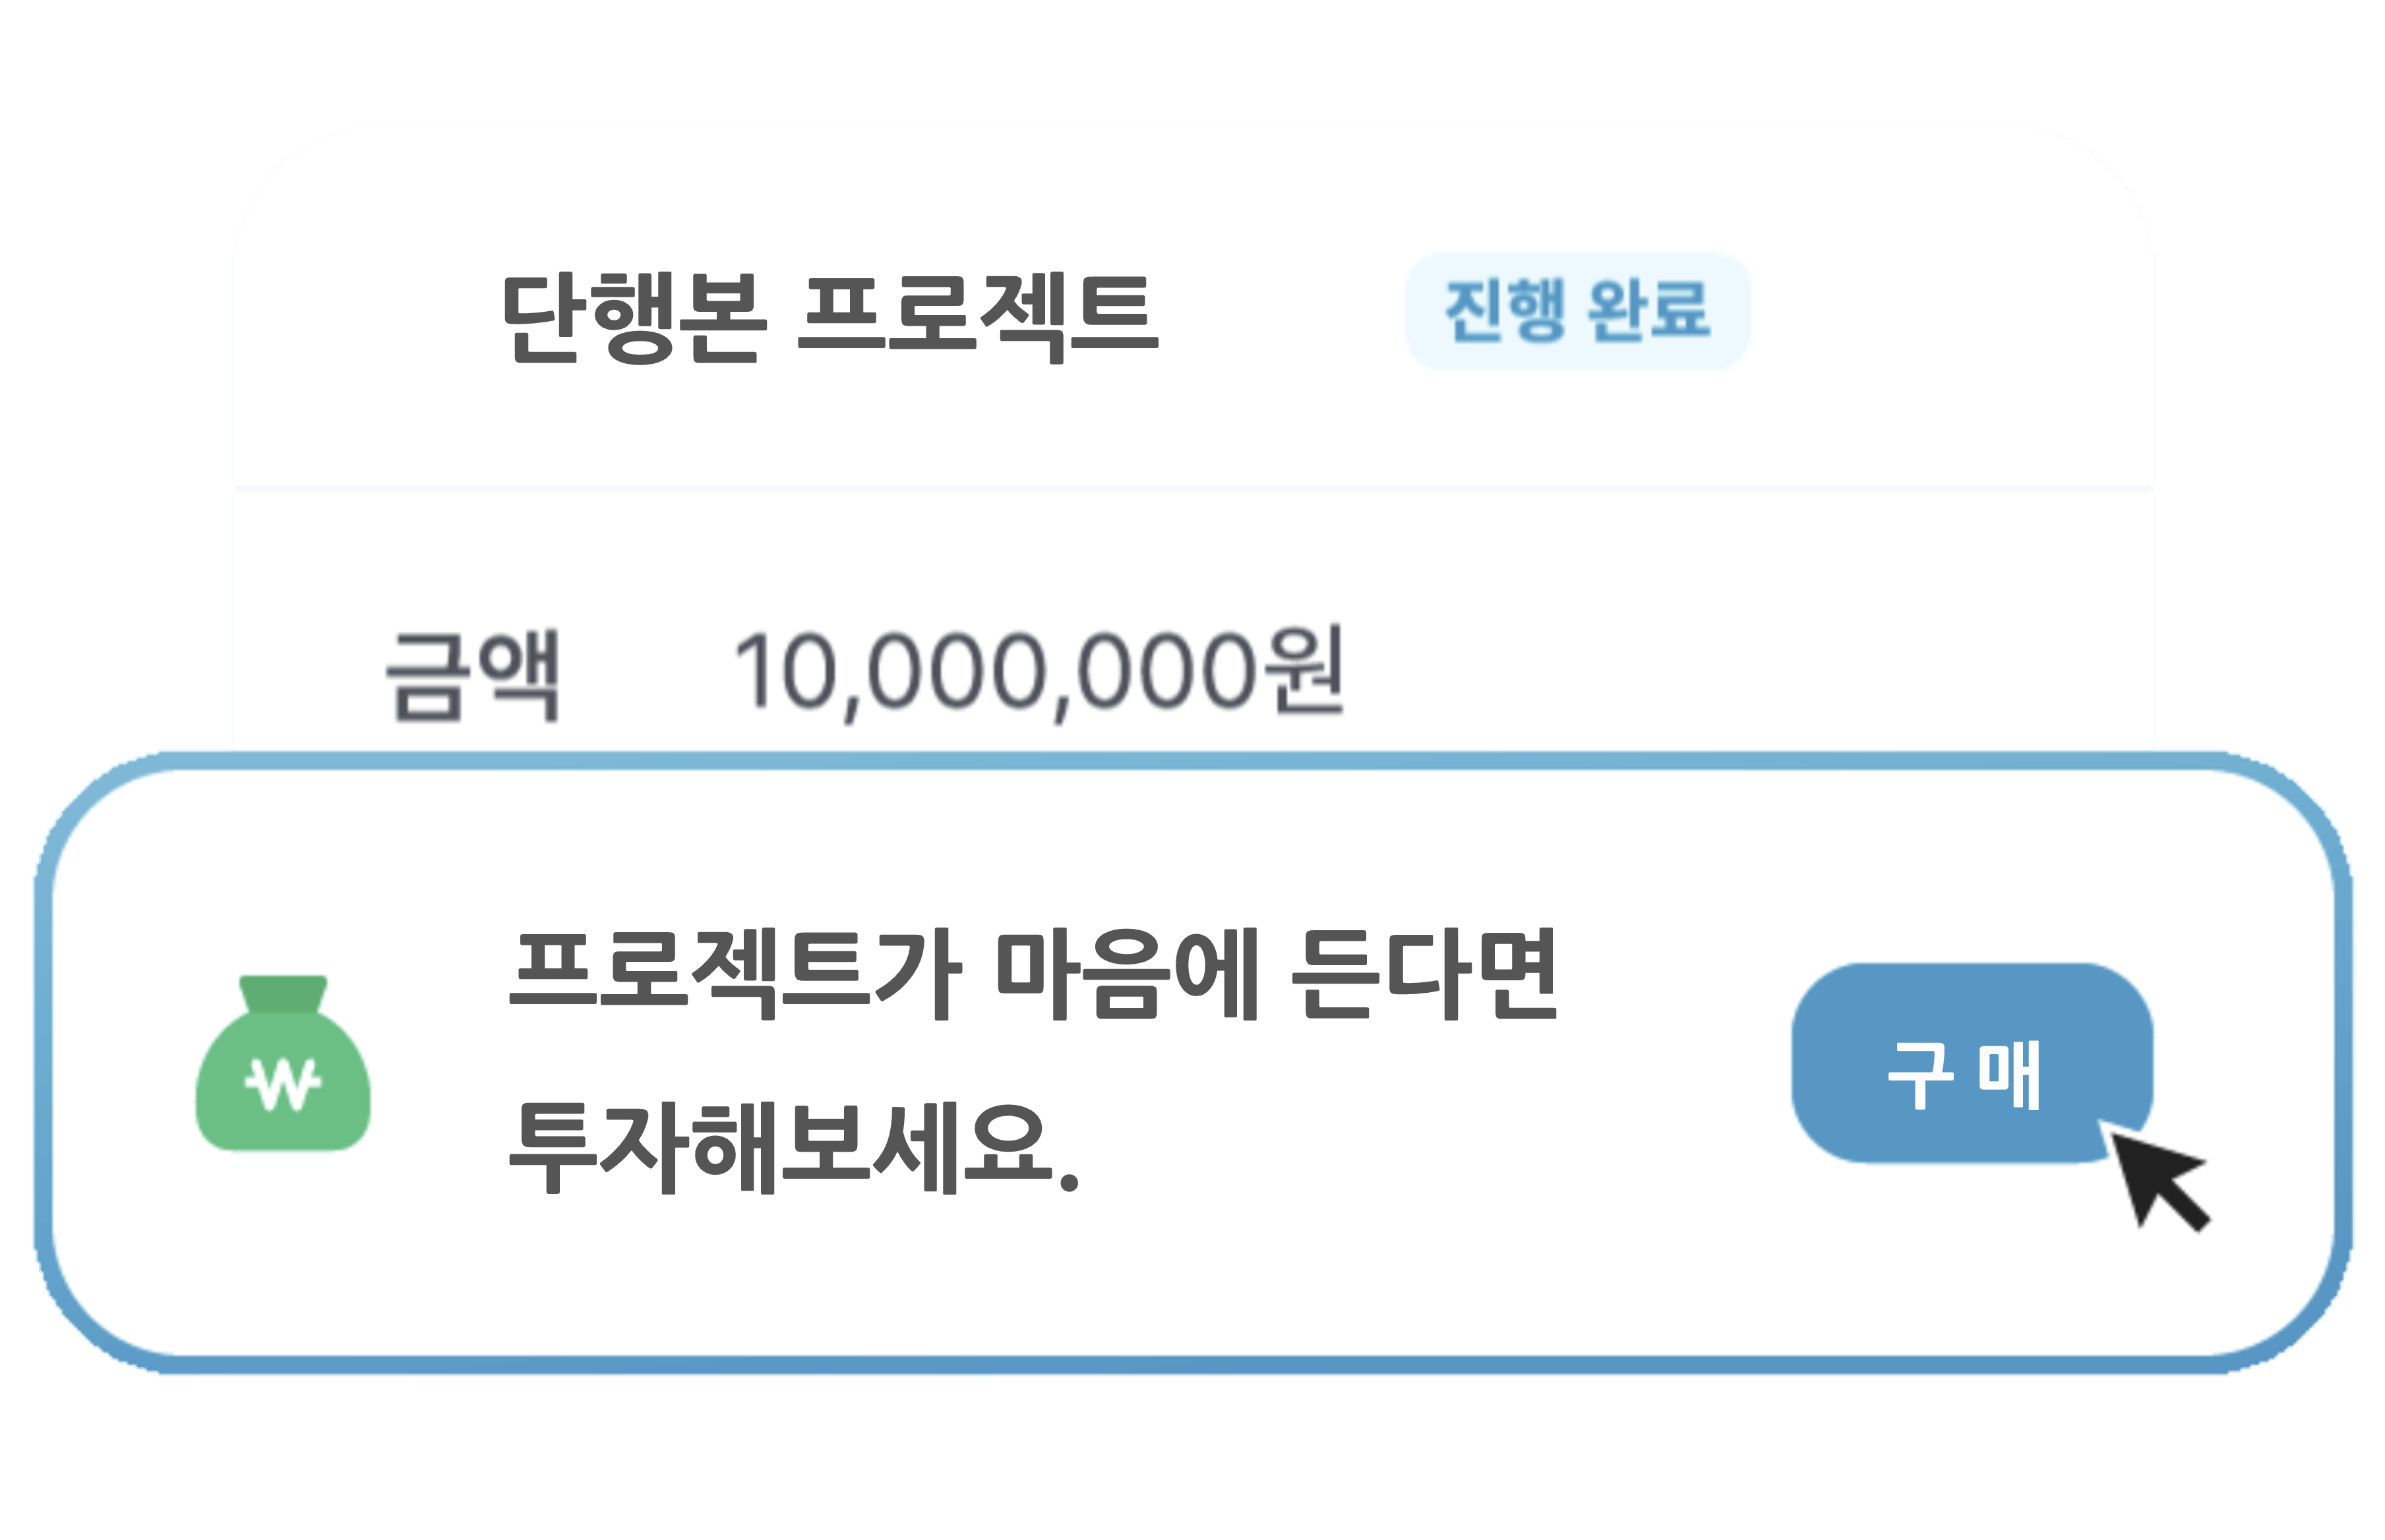 단행본 프로젝트 진행 완료
금액 10,000,000원
프로젝트가 마음에 든다면
투자해보세요.
₩
구 매